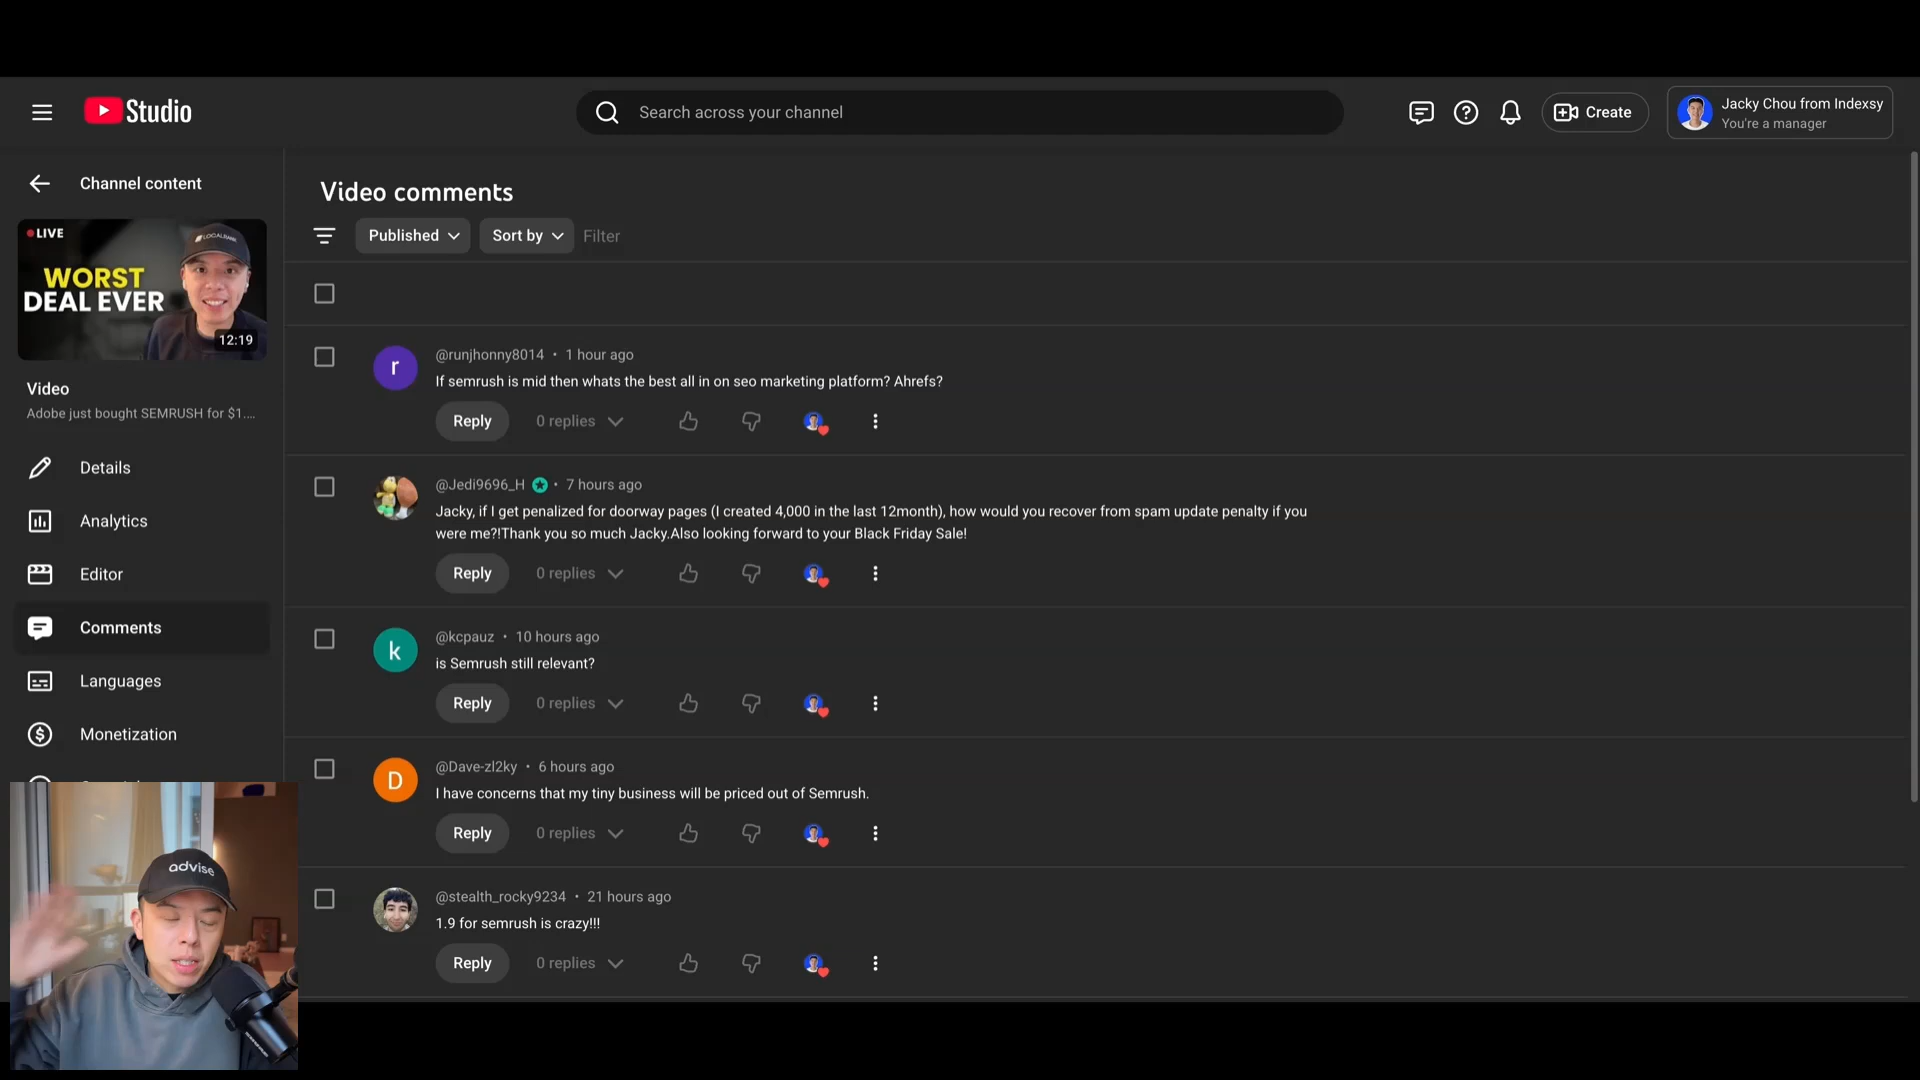 Studio
Search across your channel
Create
Jacky Chou from Indexsy
You're a manager
Channel content
LIVE
WORST
DEAL EVER
LOCALRANK
12:19
Video
Adobe just bought SEMRUSH for $1....
Details
Analytics
Editor
Comments
Languages
Monetization
Video comments
Published
Sort by
Filter
r
@runjhonny8014 • 1 hour ago
If semrush is mid then whats the best all in on seo marketing platform? Ahrefs?
Reply 0 replies
@Jedi9696_H • 7 hours ago
Jacky, if I get penalized for doorway pages (I created 4,000 in the last 12month), how would you recover from spam update penalty if you
were me?!Thank you so much Jacky.Also looking forward to your Black Friday Sale!
Reply 0 replies
k
@kcpauz • 10 hours ago
is Semrush still relevant?
Reply 0 replies
D
@Dave-zl2ky • 6 hours ago
I have concerns that my tiny business will be priced out of Semrush.
Reply 0 replies
@stealth_rocky9234 • 21 hours ago
1.9 for semrush is crazy!!!
Reply 0 replies
advise